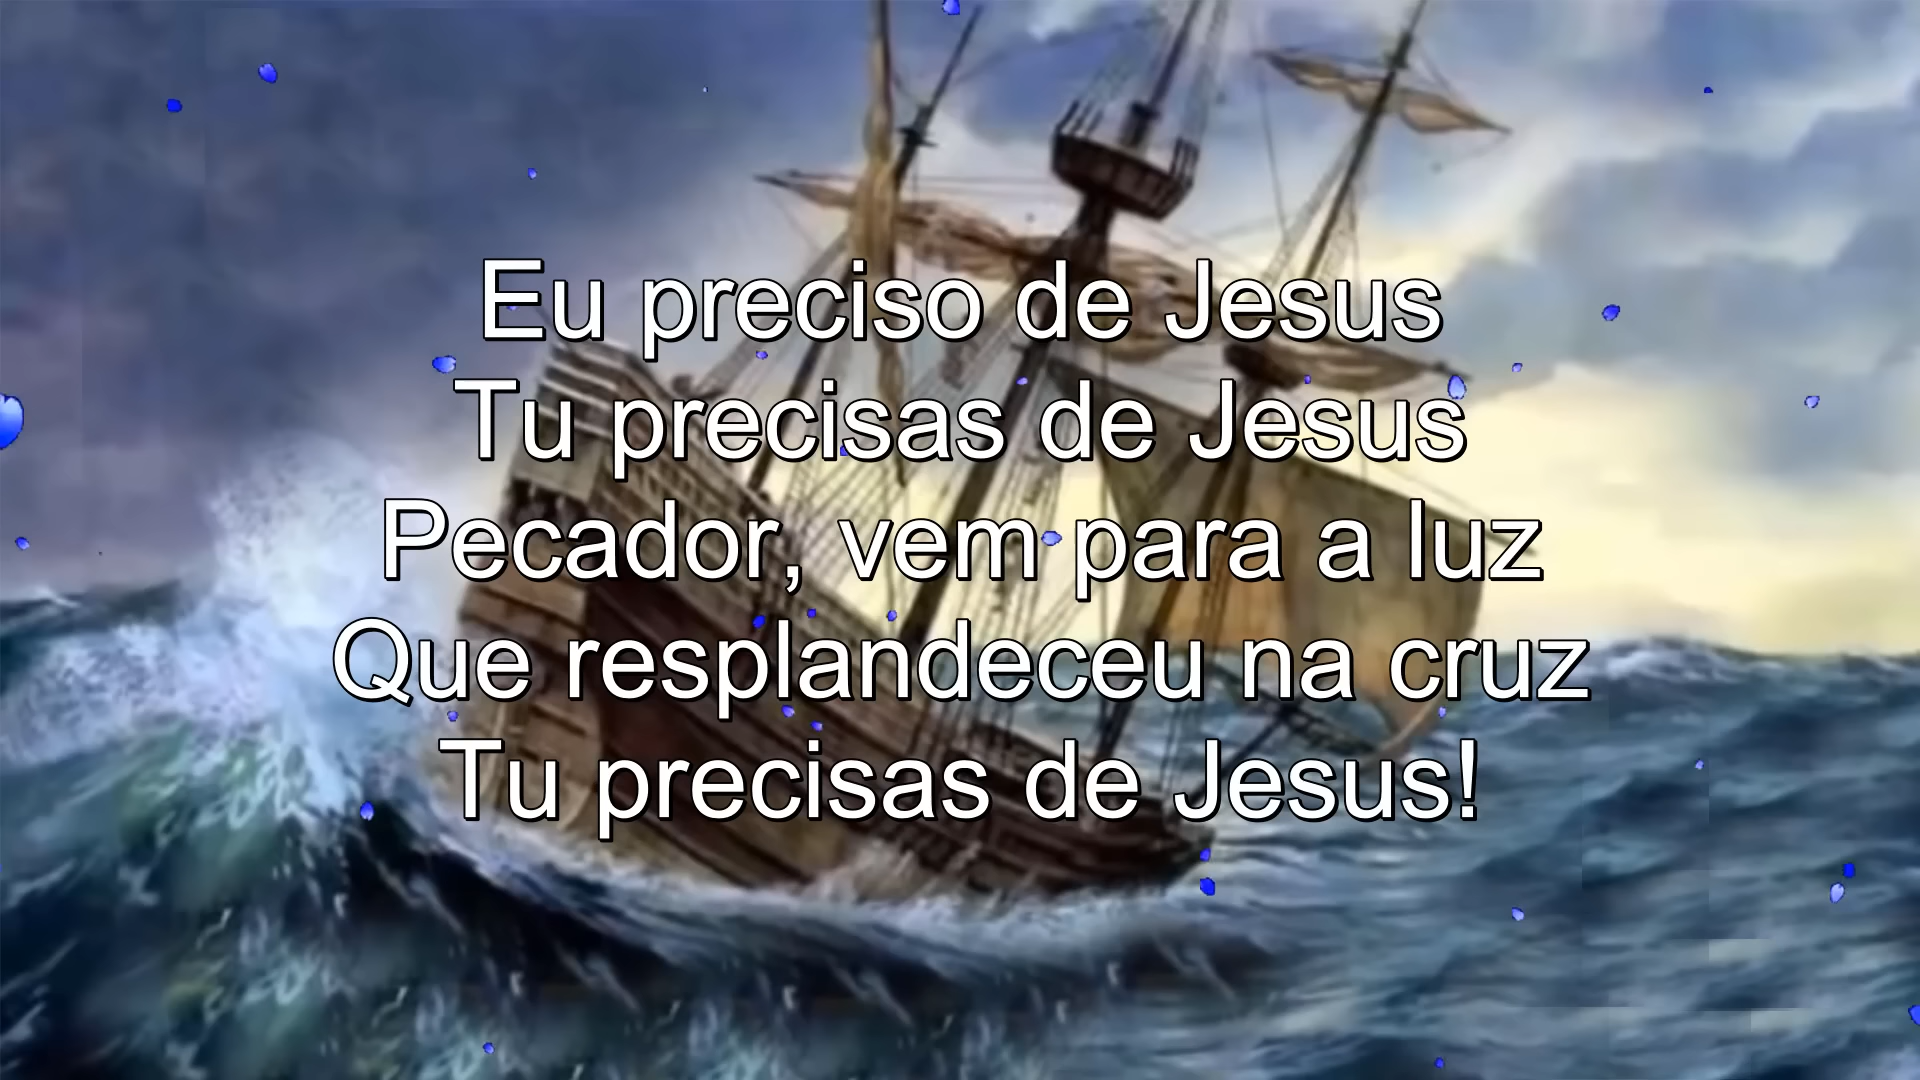 Eu preciso de Jesus
Tu precisas de Jesus
Pecador, vem para a luz
Que resplandeceu na cruz
Tu precisas de Jesus!